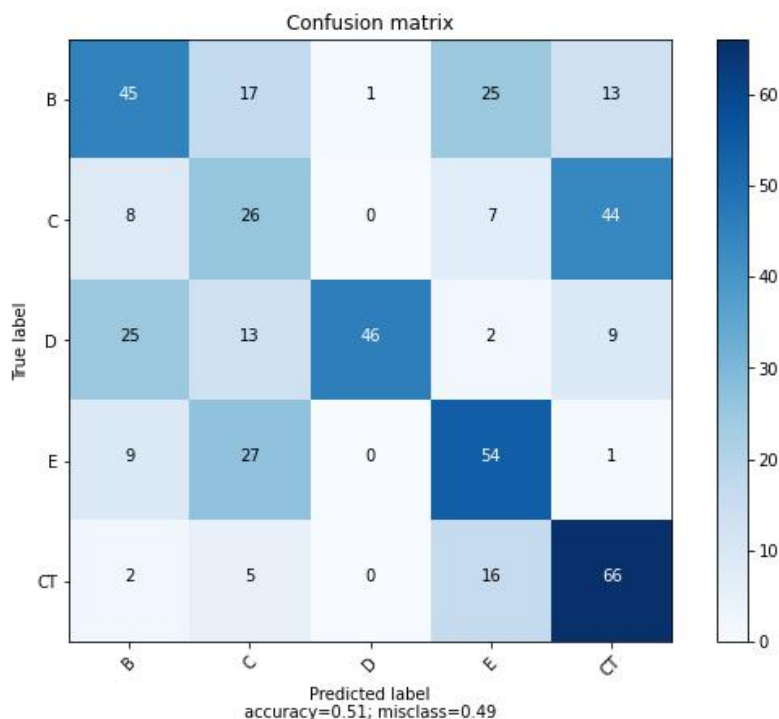 Confusion matrix
B 45 17 1 25 13
C 8 26 0 7 44
D 25 13 46 2 9
E 9 27 0 54 1
CT 2 5 0 16 66
True label
B C D E CT
Predicted label
accuracy=0.51; misclass=0.49
60
50
40
30
20
10
0